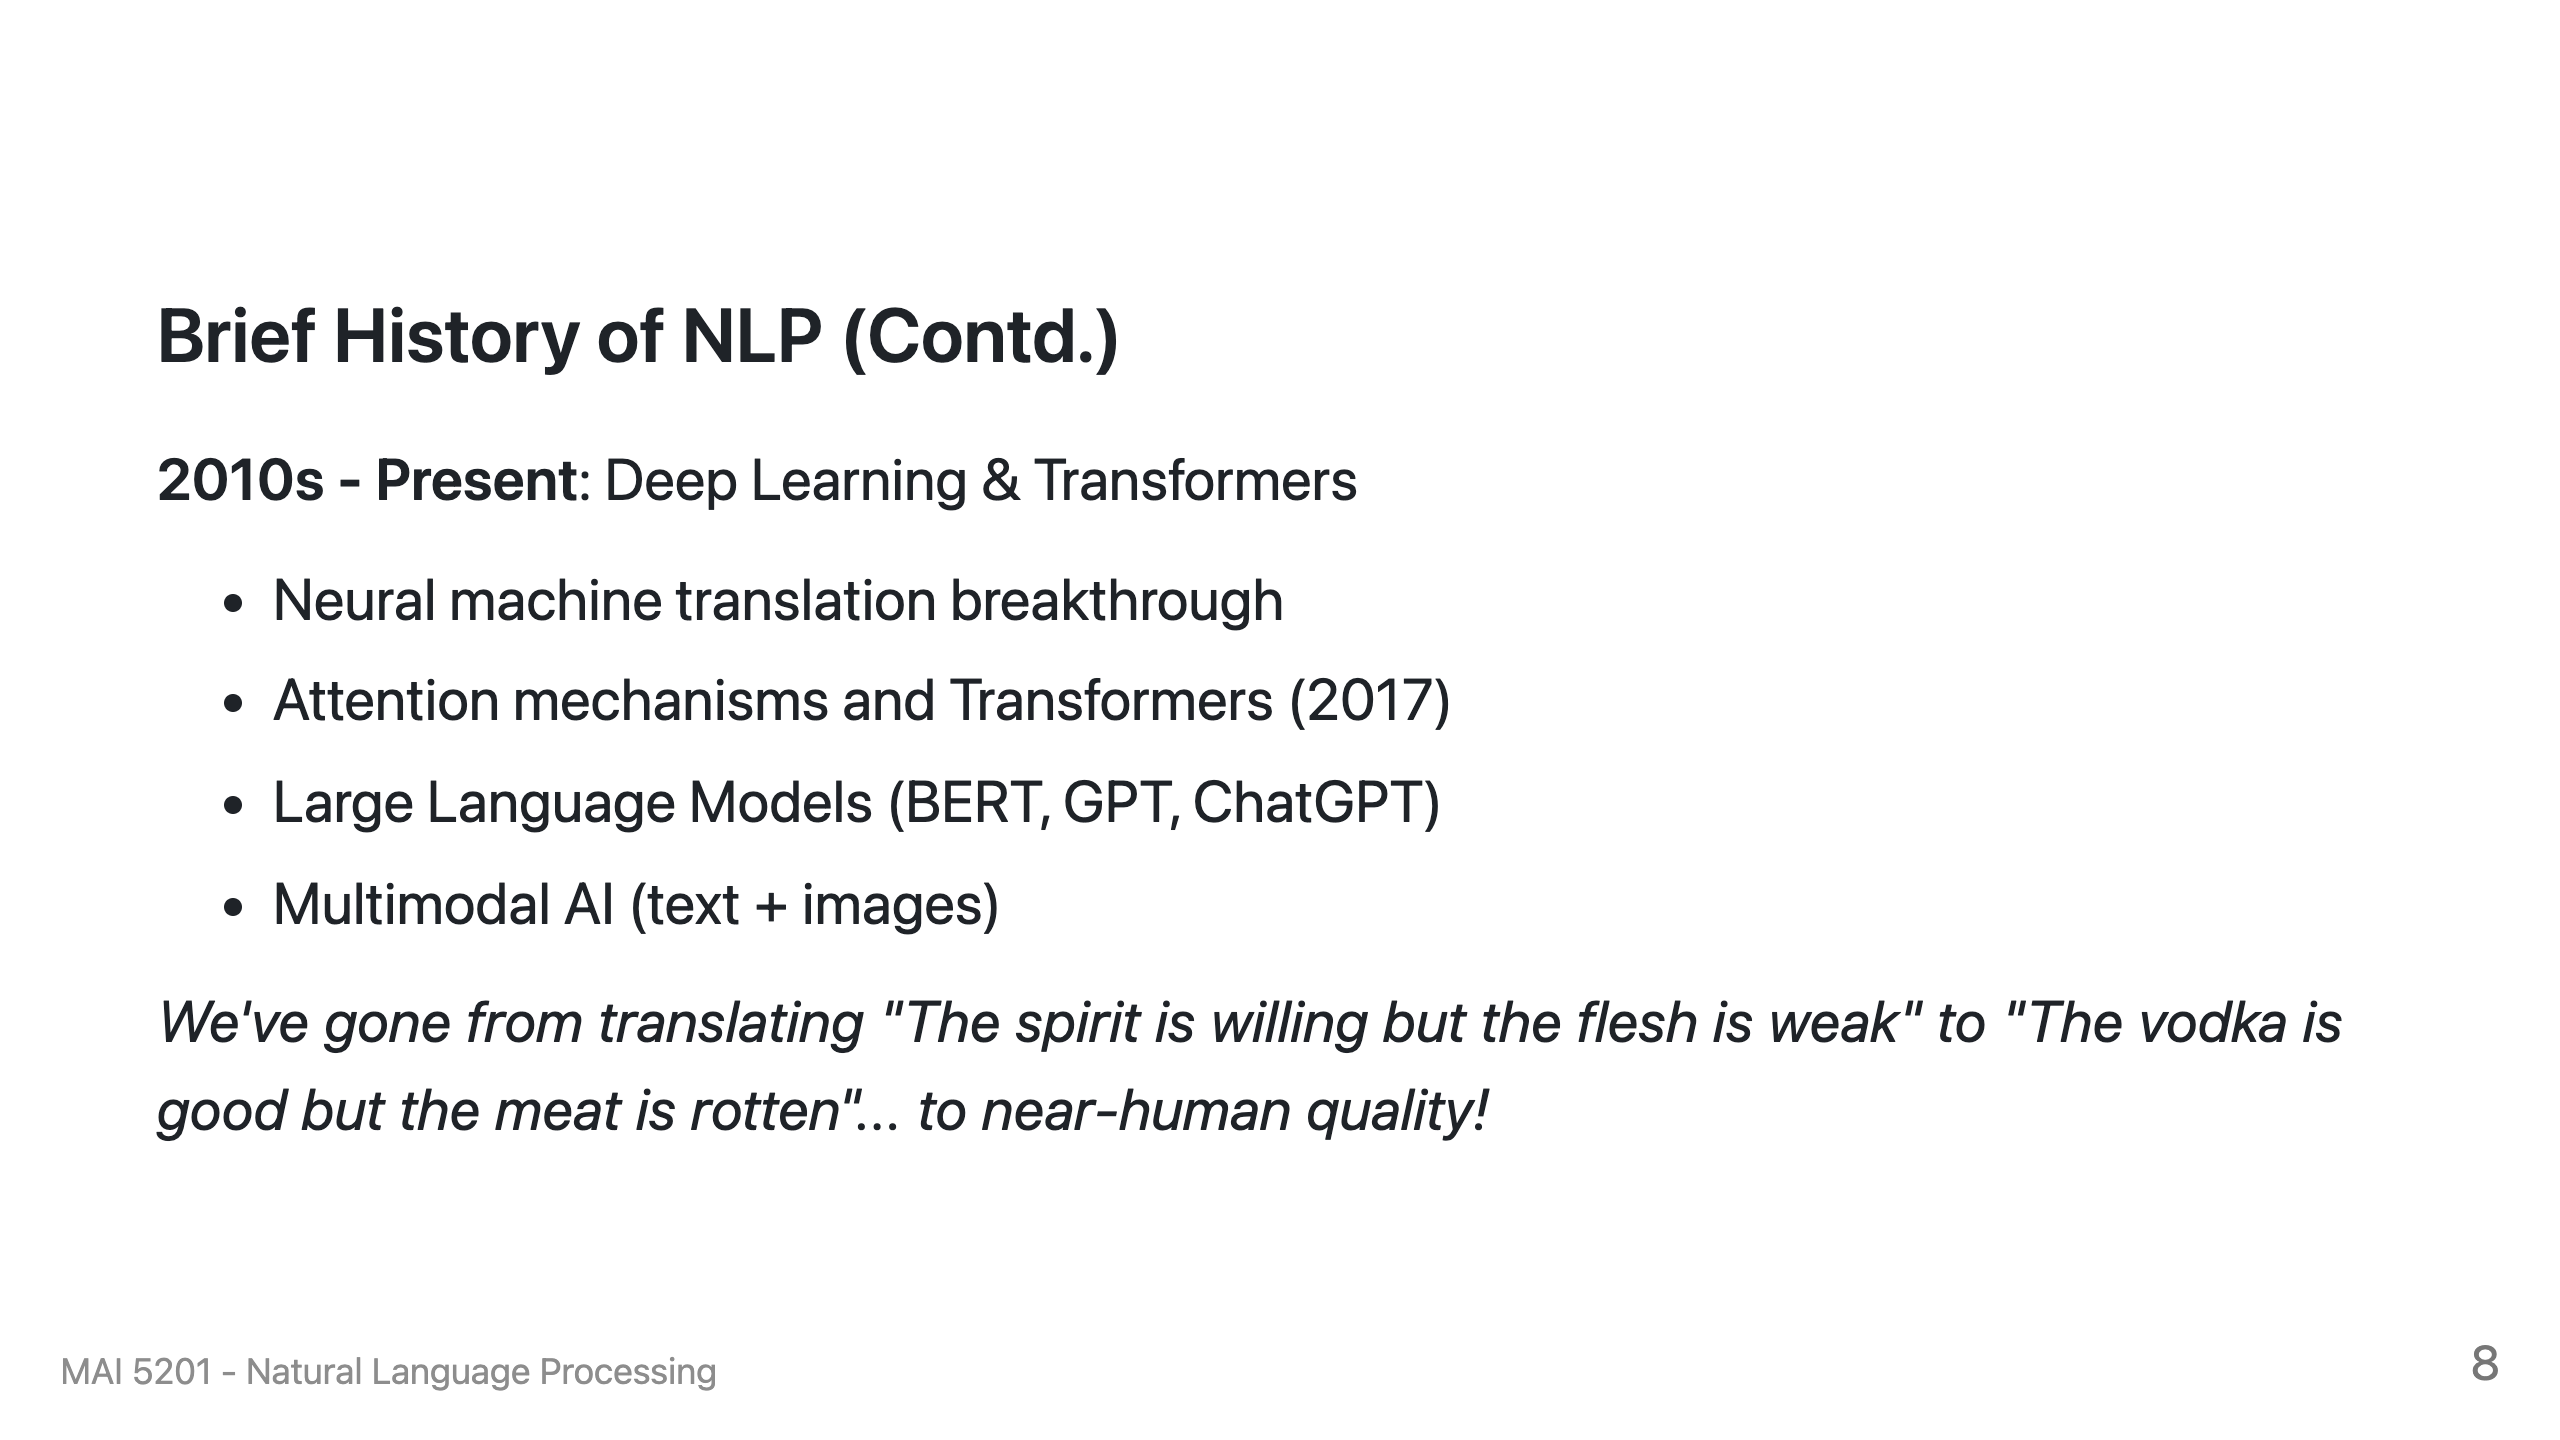 Brief History of NLP (Contd.)
2010s - Present: Deep Learning & Transformers
• Neural machine translation breakthrough
• Attention mechanisms and Transformers (2017)
• Large Language Models (BERT, GPT, ChatGPT)
• Multimodal AI (text + images)
We've gone from translating "The spirit is willing but the flesh is weak" to "The vodka is
good but the meat is rotten"... to near-human quality!
MAI 5201 - Natural Language Processing
8